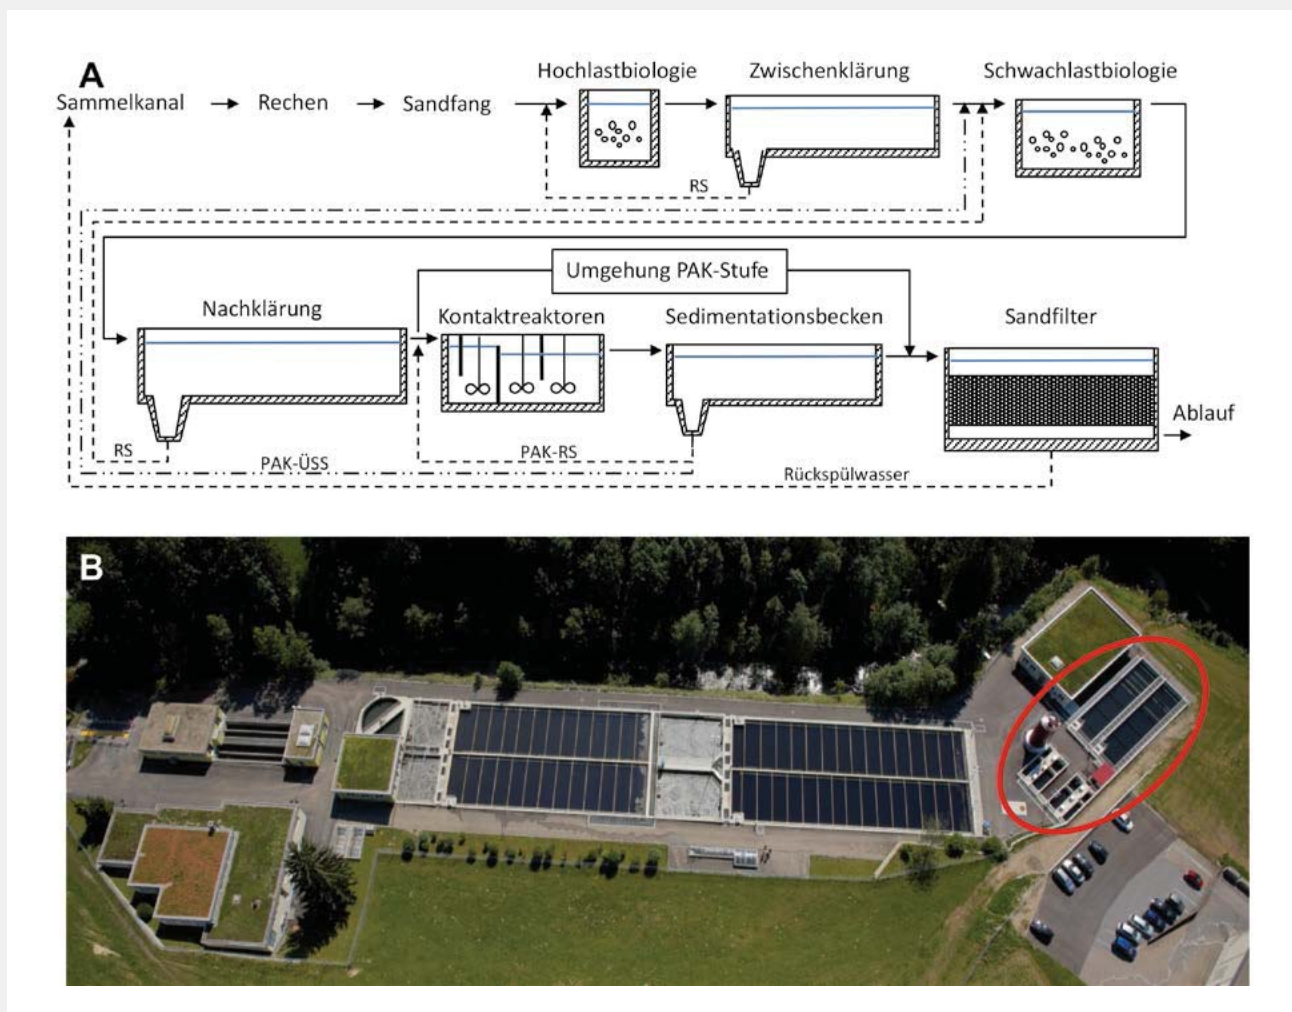 A
Hochlastbiologie Zwischenklärung Schwachlastbiologie
Sammelkanal Rechen Sandfang
RS
Umgehung PAK-Stufe
Nachklärung Kontaktreaktoren Sedimentationsbecken Sandfilter
Ablauf
RS PAK-ÜSS PAK-RS
Rückspülwasser
B